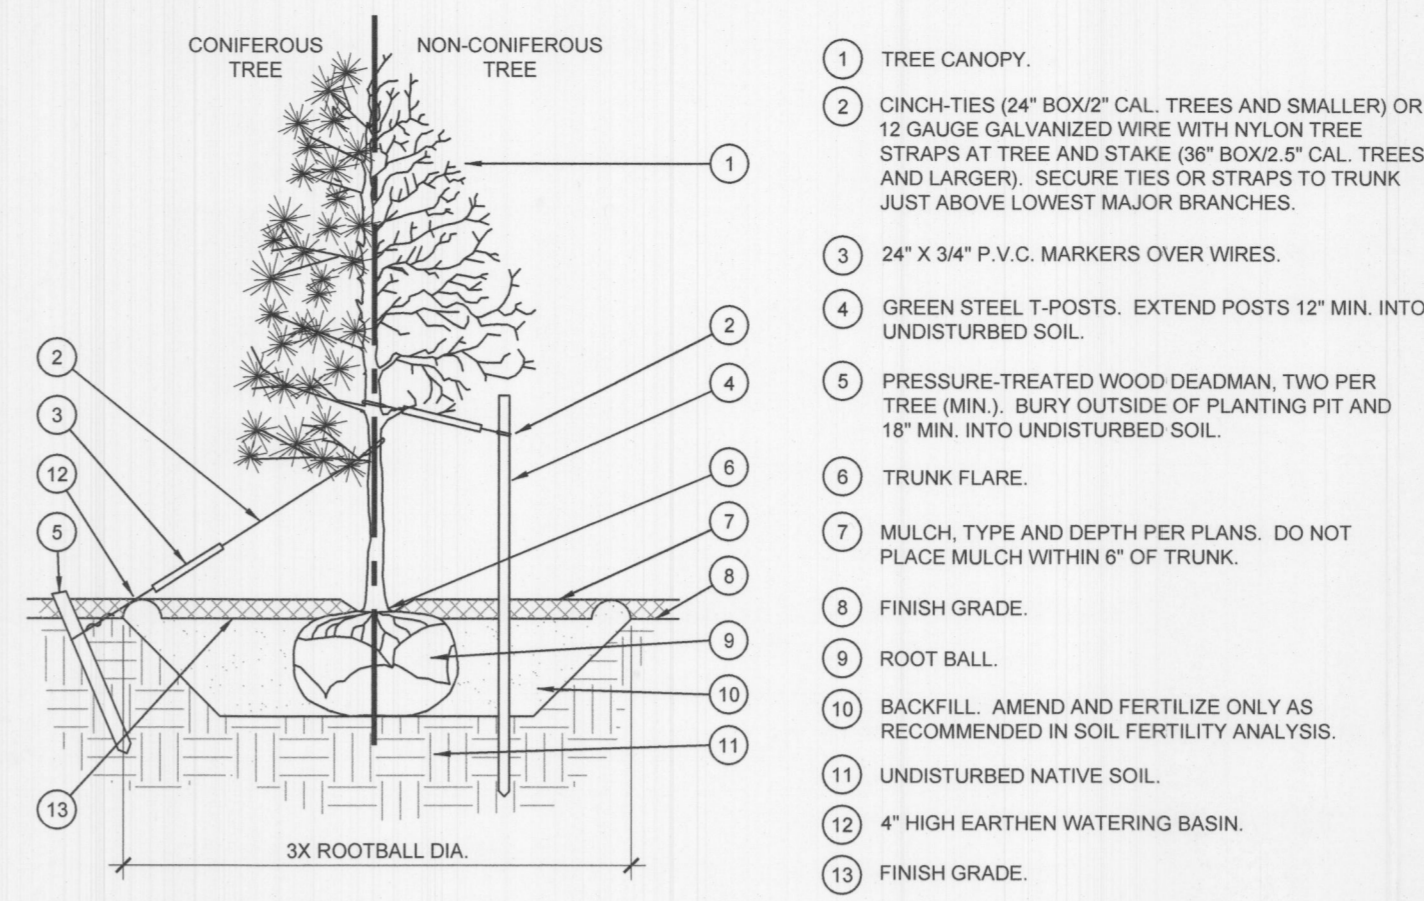 CONIFEROUS
TREE
NON-CONIFEROUS
TREE
1
2
4
6
7
8
9
10
11
2
3
12
5
13
3X ROOTBALL DIA.
1 TREE CANOPY.
2 CINCH-TIES (24" BOX/2" CAL. TREES AND SMALLER) OR
12 GAUGE GALVANIZED WIRE WITH NYLON TREE
STRAPS AT TREE AND STAKE (36" BOX/2.5" CAL. TREES
AND LARGER). SECURE TIES OR STRAPS TO TRUNK
JUST ABOVE LOWEST MAJOR BRANCHES.
3 24" X 3/4" P.V.C. MARKERS OVER WIRES.
4 GREEN STEEL T-POSTS. EXTEND POSTS 12" MIN. INTO
UNDISTURBED SOIL.
5 PRESSURE-TREATED WOOD DEADMAN, TWO PER
TREE (MIN.). BURY OUTSIDE OF PLANTING PIT AND
18" MIN. INTO UNDISTURBED SOIL.
6 TRUNK FLARE.
7 MULCH, TYPE AND DEPTH PER PLANS. DO NOT
PLACE MULCH WITHIN 6" OF TRUNK.
8 FINISH GRADE.
9 ROOT BALL.
10 BACKFILL. AMEND AND FERTILIZE ONLY AS
RECOMMENDED IN SOIL FERTILITY ANALYSIS.
11 UNDISTURBED NATIVE SOIL.
12 4" HIGH EARTHEN WATERING BASIN.
13 FINISH GRADE.